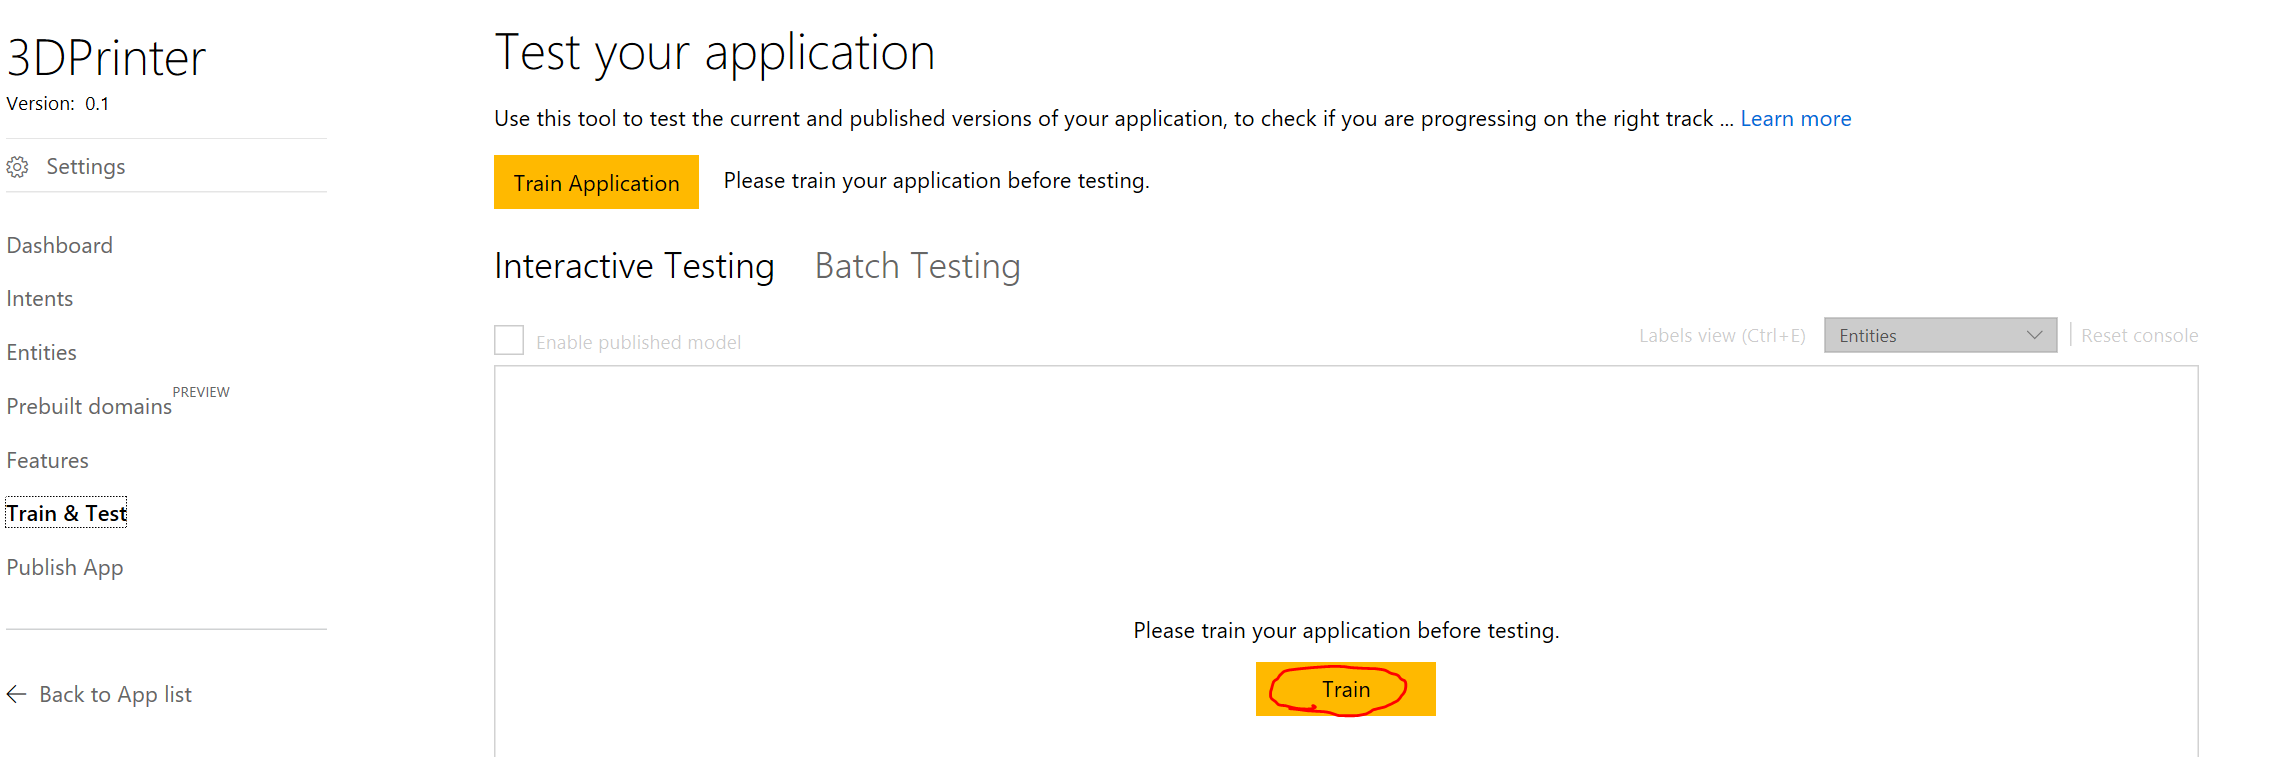 3DPrinter
Version: 0.1
Settings
Dashboard
Intents
Entities
Prebuilt domains PREVIEW
Features
Train & Test
Publish App
Back to App list
Test your application
Use this tool to test the current and published versions of your application, to check if you are progressing on the right track ... Learn more
Train Application Please train your application before testing.
Interactive Testing Batch Testing
Enable published model Labels view (Ctrl+E) Entities Reset console
Please train your application before testing.
Train